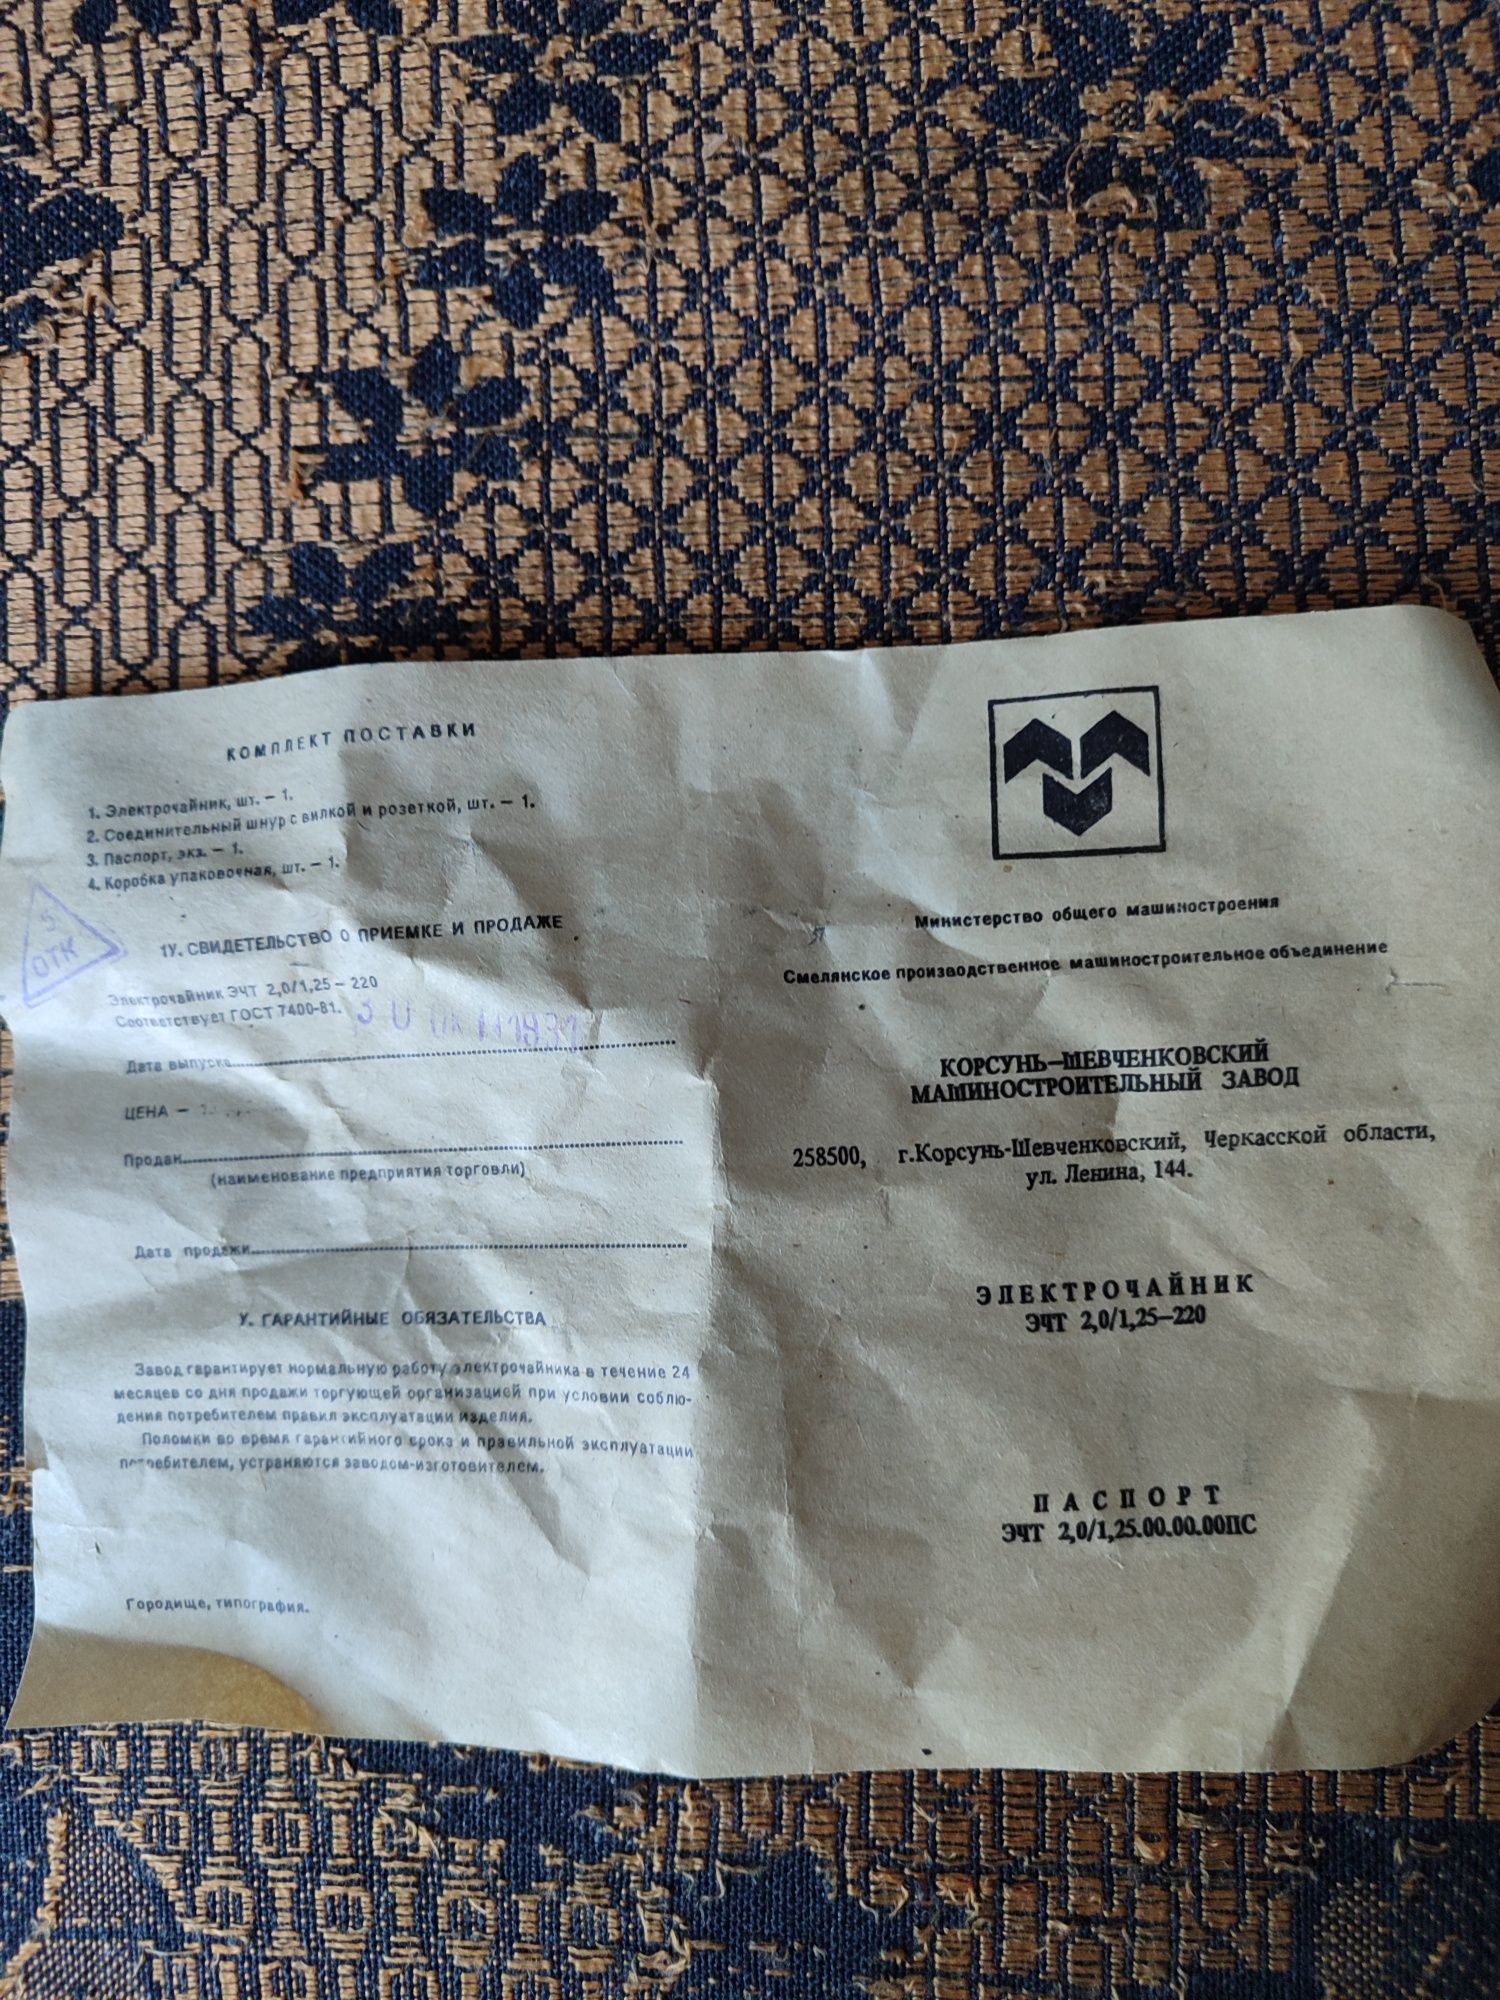 КОМПЛЕКТ ПОСТАВКИ
1. Электрочайник, шт. — 1.
2. Соединительный шнур с вилкой и розеткой, шт. — 1.
3. Паспорт, экз. — 1.
4. Коробка упаковочная, шт. — 1.
5
ОТК
1У. СВИДЕТЕЛЬСТВО О ПРИЕМКЕ И ПРОДАЖЕ
Электрочайник ЭЧТ 2,0/1,25 — 220
Соответствует ГОСТ 7400-81.
Дата выпуска
ЦЕНА —
Продан
(наименование предприятия торговли)
Дата продажи
У. ГАРАНТИЙНЫЕ ОБЯЗАТЕЛЬСТВА
Завод гарантирует нормальную работу электрочайника в течение 24
месяцев со дня продажи торгующей организацией при условии соблю-
дения потребителем правил эксплуатации изделия.
Поломки во время гарантийного срока и правильной эксплуатации
потребителем, устраняются заводом-изготовителем.
Городище, типография.
Министерство общего машиностроения
Смелянское производственное машиностроительное объединение
КОРСУНЬ—ШЕВЧЕНКОВСКИЙ
МАШИНОСТРОИТЕЛЬНЫЙ ЗАВОД
258500, г.Корсунь-Шевченковский, Черкасской области,
ул. Ленина, 144.
ЭЛЕКТРОЧАЙНИК
ЭЧТ 2,0/1,25—220
ПАСПОРТ
ЭЧТ 2,0/1,25.00.00.00ПС